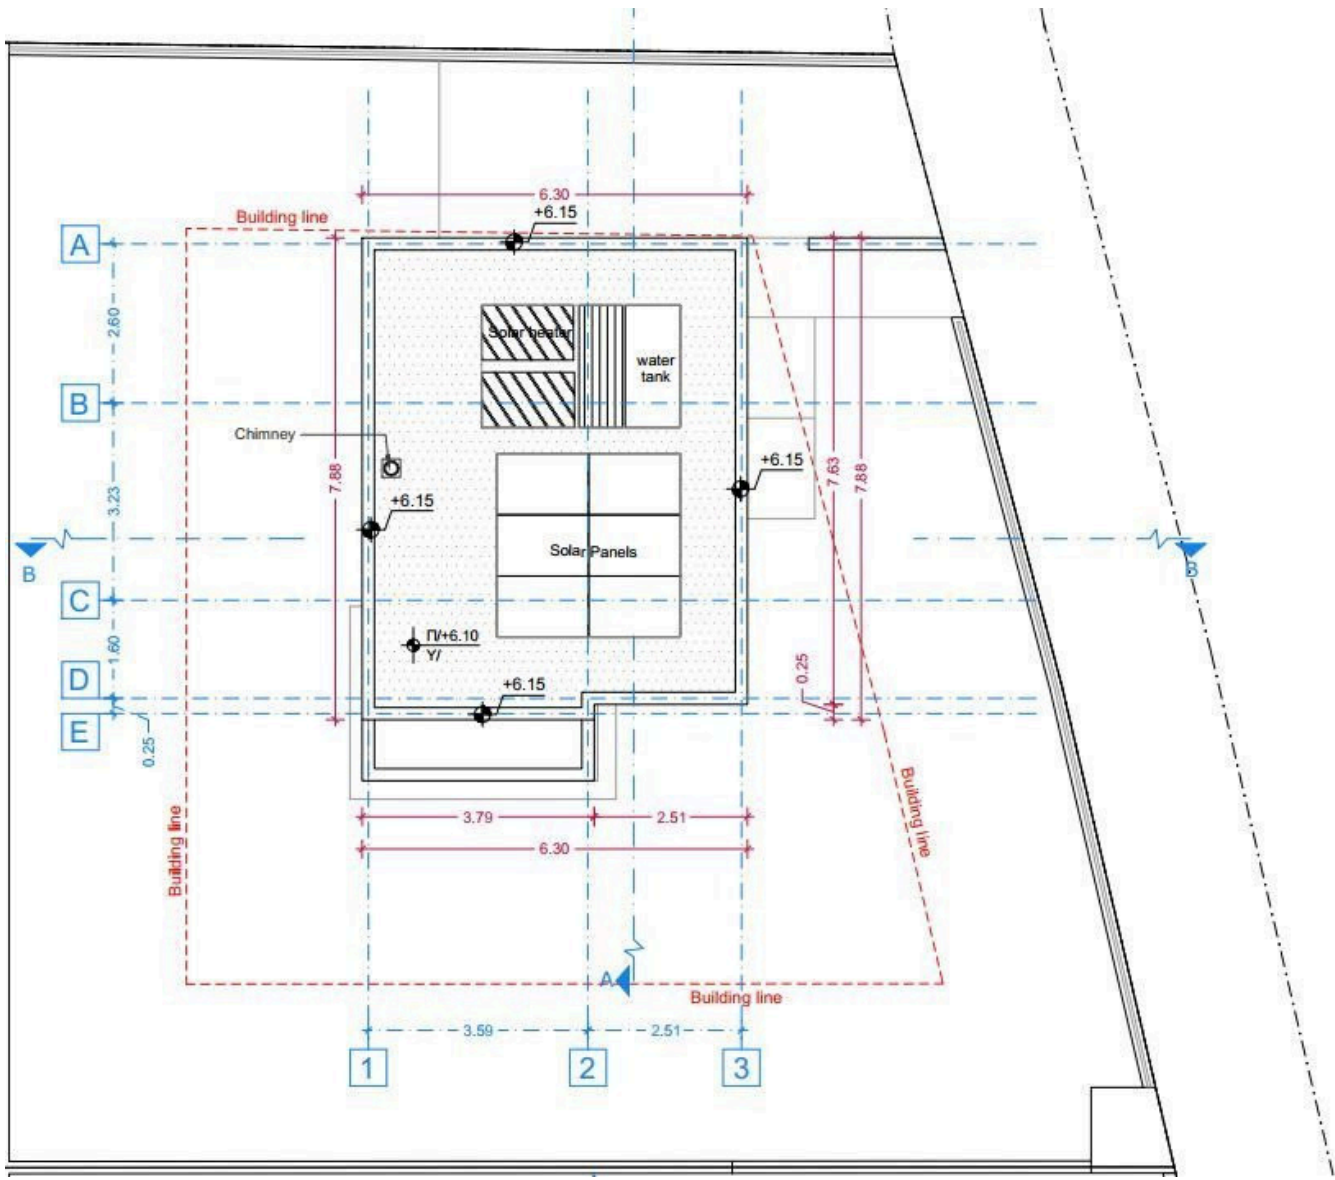 6.30
+6.15
Building line
A
2.60
Solar heater
water
tank
B
Chimney
7.88
7.63
7.88
+6.15
+6.15
3.23
B
Solar Panels
B
C
1.60
Π/+6.10
Υ/
D
+6.15
0.25
E
0.25
3.79
2.51
6.30
Building line
Building line
A
Building line
3.59
2.51
1
2
3